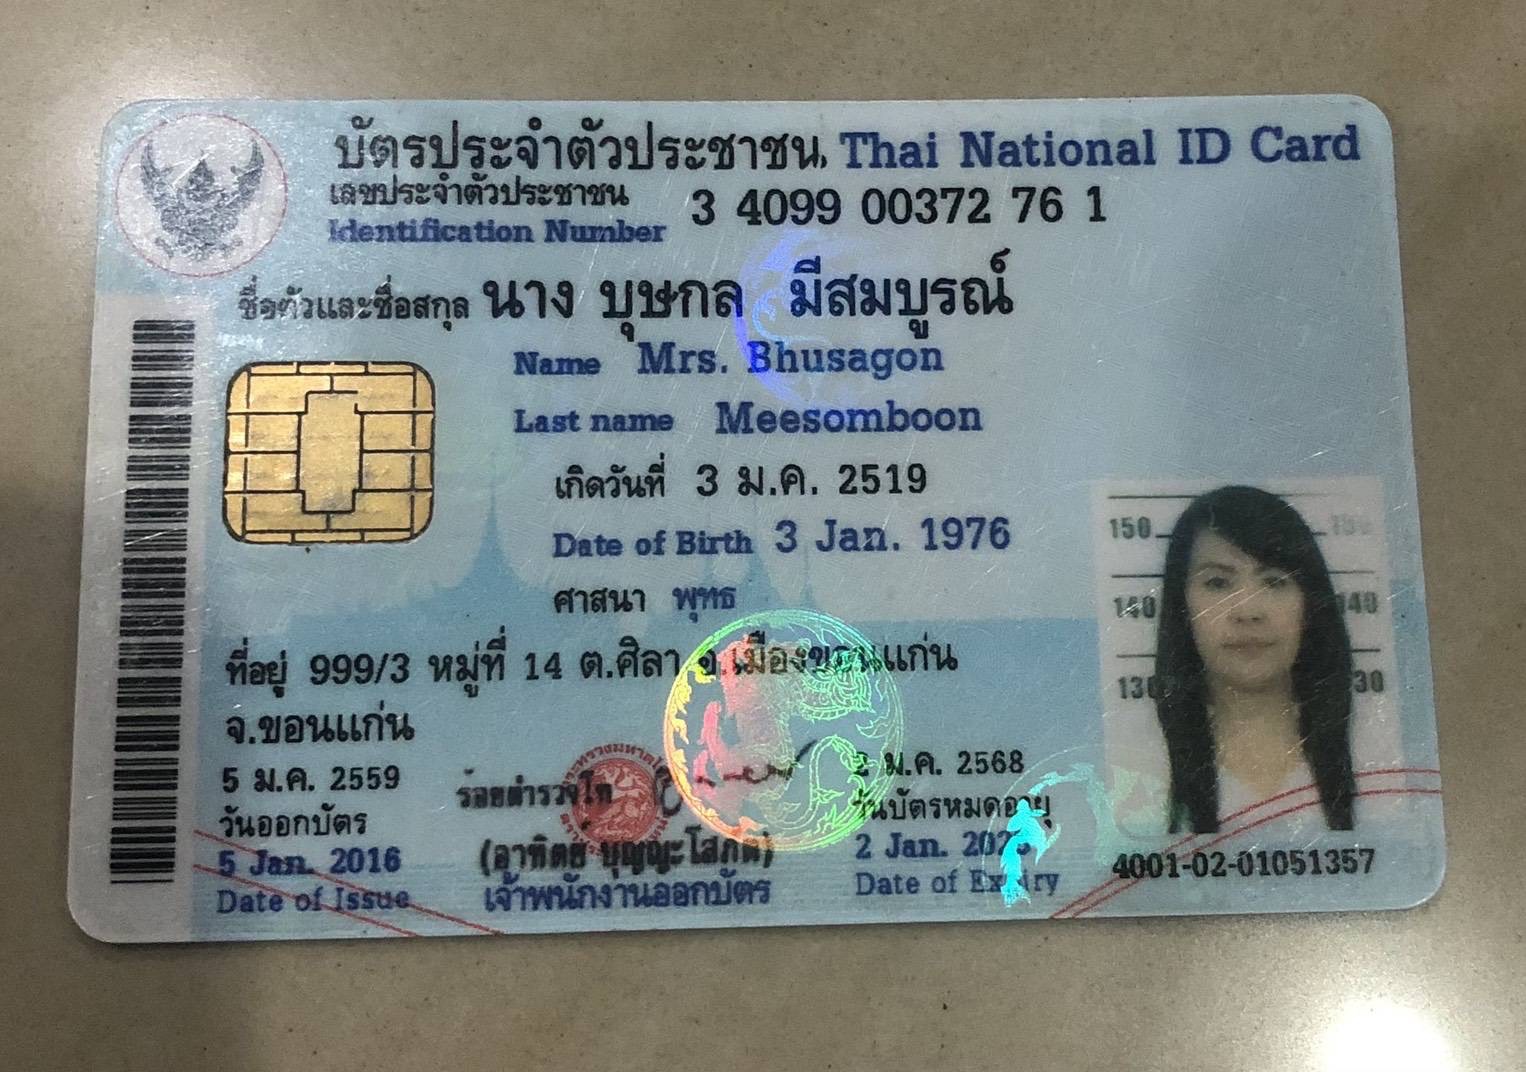 บัตรประจำตัวประชาชน Thai National ID Card
เลขประจำตัวประชาชน
Identification Number 3 4099 00372 76 1
ชื่อตัวและชื่อสกุล นาง บุษกล มีสมบูรณ์
Name Mrs. Bhusagon
Last name Meesomboon
เกิดวันที่ 3 ม.ค. 2519
Date of Birth 3 Jan. 1976
ศาสนา พุทธ
ที่อยู่ 999/3 หมู่ที่ 14 ต.ศิลา อ.เมืองขอนแก่น
จ.ขอนแก่น
5 ม.ค. 2559
วันออกบัตร
5 Jan. 2016
Date of Issue
ร้อยตำรวจโท
(อาทิตย์ บุญญะโสภัต)
เจ้าพนักงานออกบัตร
2 ม.ค. 2568
วันบัตรหมดอายุ
2 Jan.
Date of Expiry
150 150
140 140
130 130
4001-02-01051357